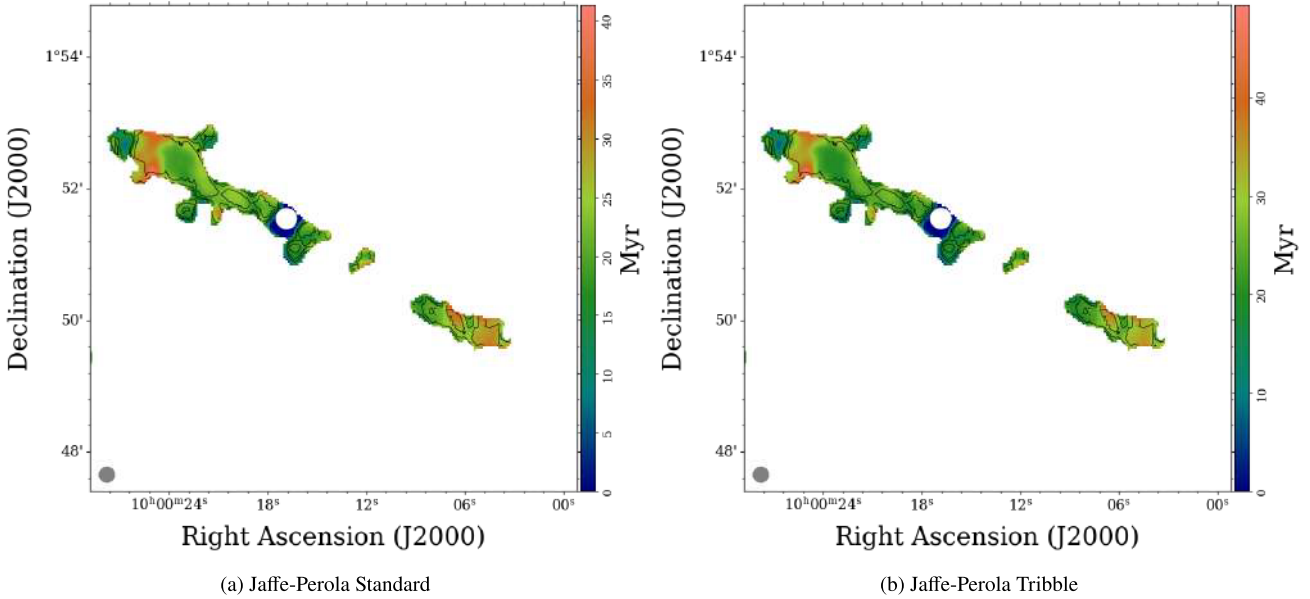 1°54'
52'
50'
48'
Declination (J2000)
10h00m24s
18s
12s
06s
00s
Right Ascension (J2000)
40
35
30
25
20
15
10
5
0
Myr
(a) Jaffe-Perola Standard
1°54'
52'
50'
48'
Declination (J2000)
10h00m24s
18s
12s
06s
00s
Right Ascension (J2000)
40
30
20
10
0
Myr
(b) Jaffe-Perola Tribble